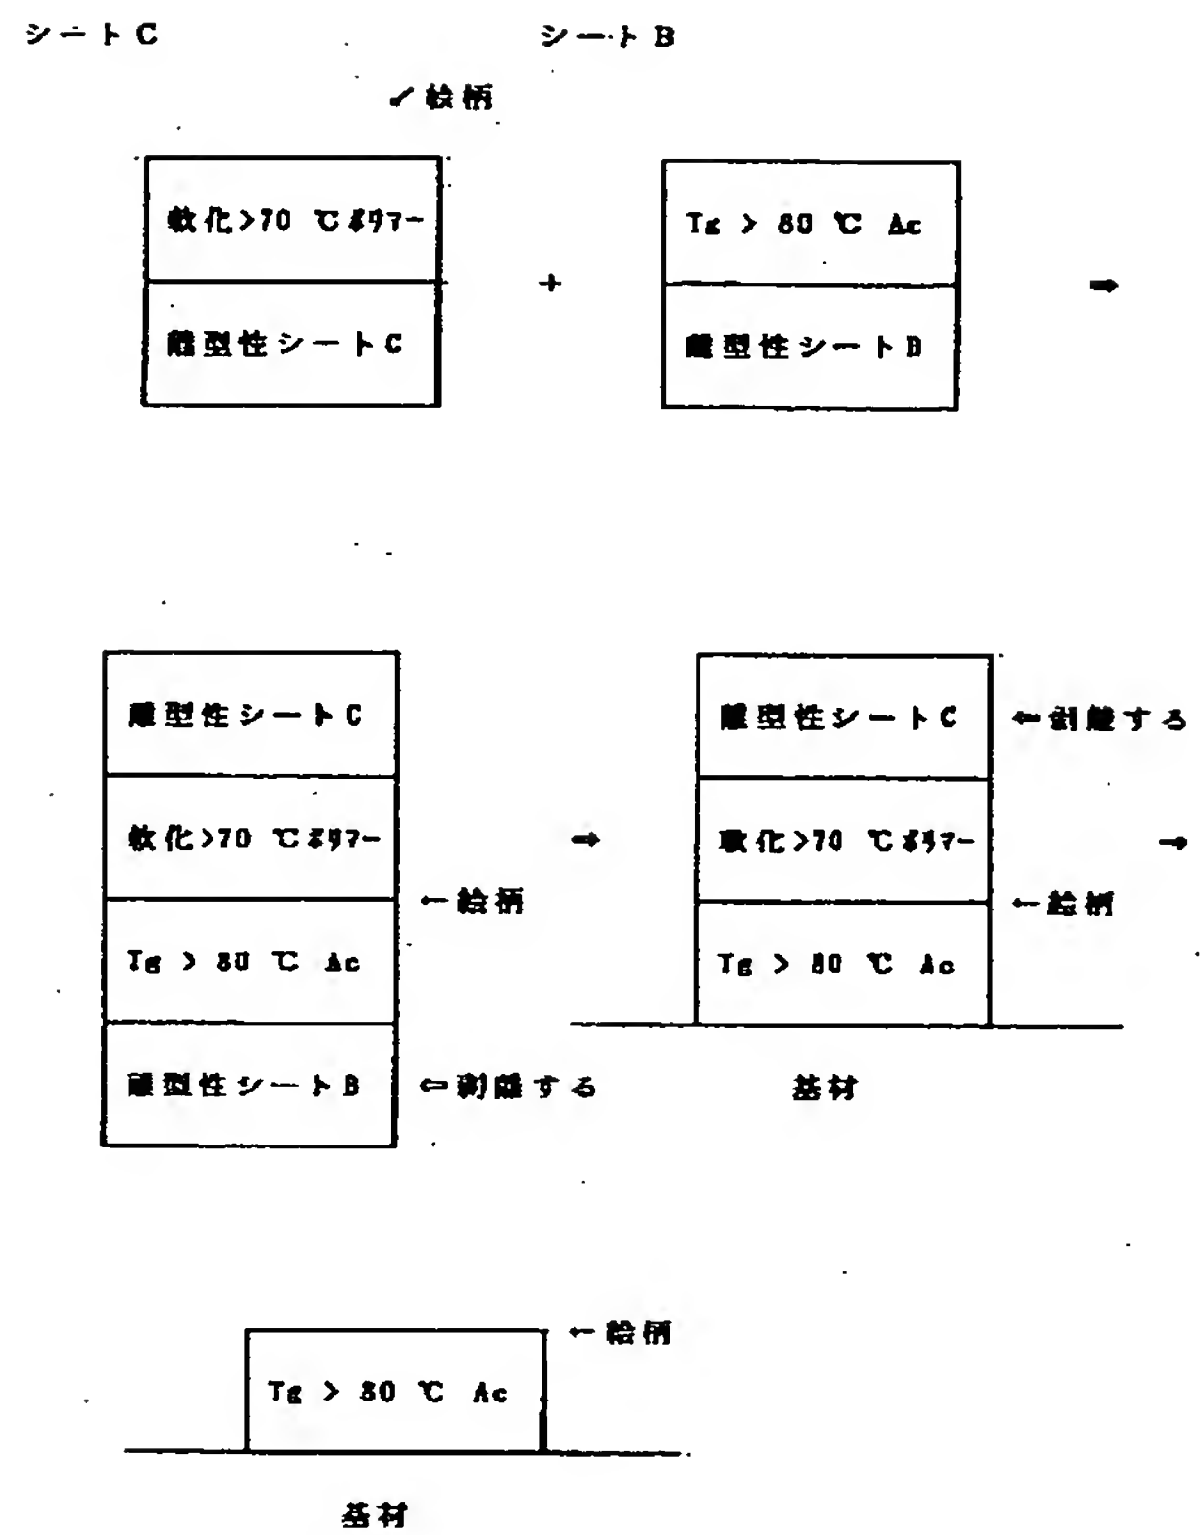 シートC
シートB
↙絵柄
軟化>70 ℃ポリマー
離型性シートC
+
Tg > 80 ℃ Ac
離型性シートB
➡
離型性シートC
軟化>70 ℃ポリマー
←絵柄
Tg > 80 ℃ Ac
離型性シートB
⇦剥離する
➡
離型性シートC
←剥離する
軟化>70 ℃ポリマー
←絵柄
Tg > 80 ℃ Ac
基材
➡
←絵柄
Tg > 80 ℃ Ac
基材